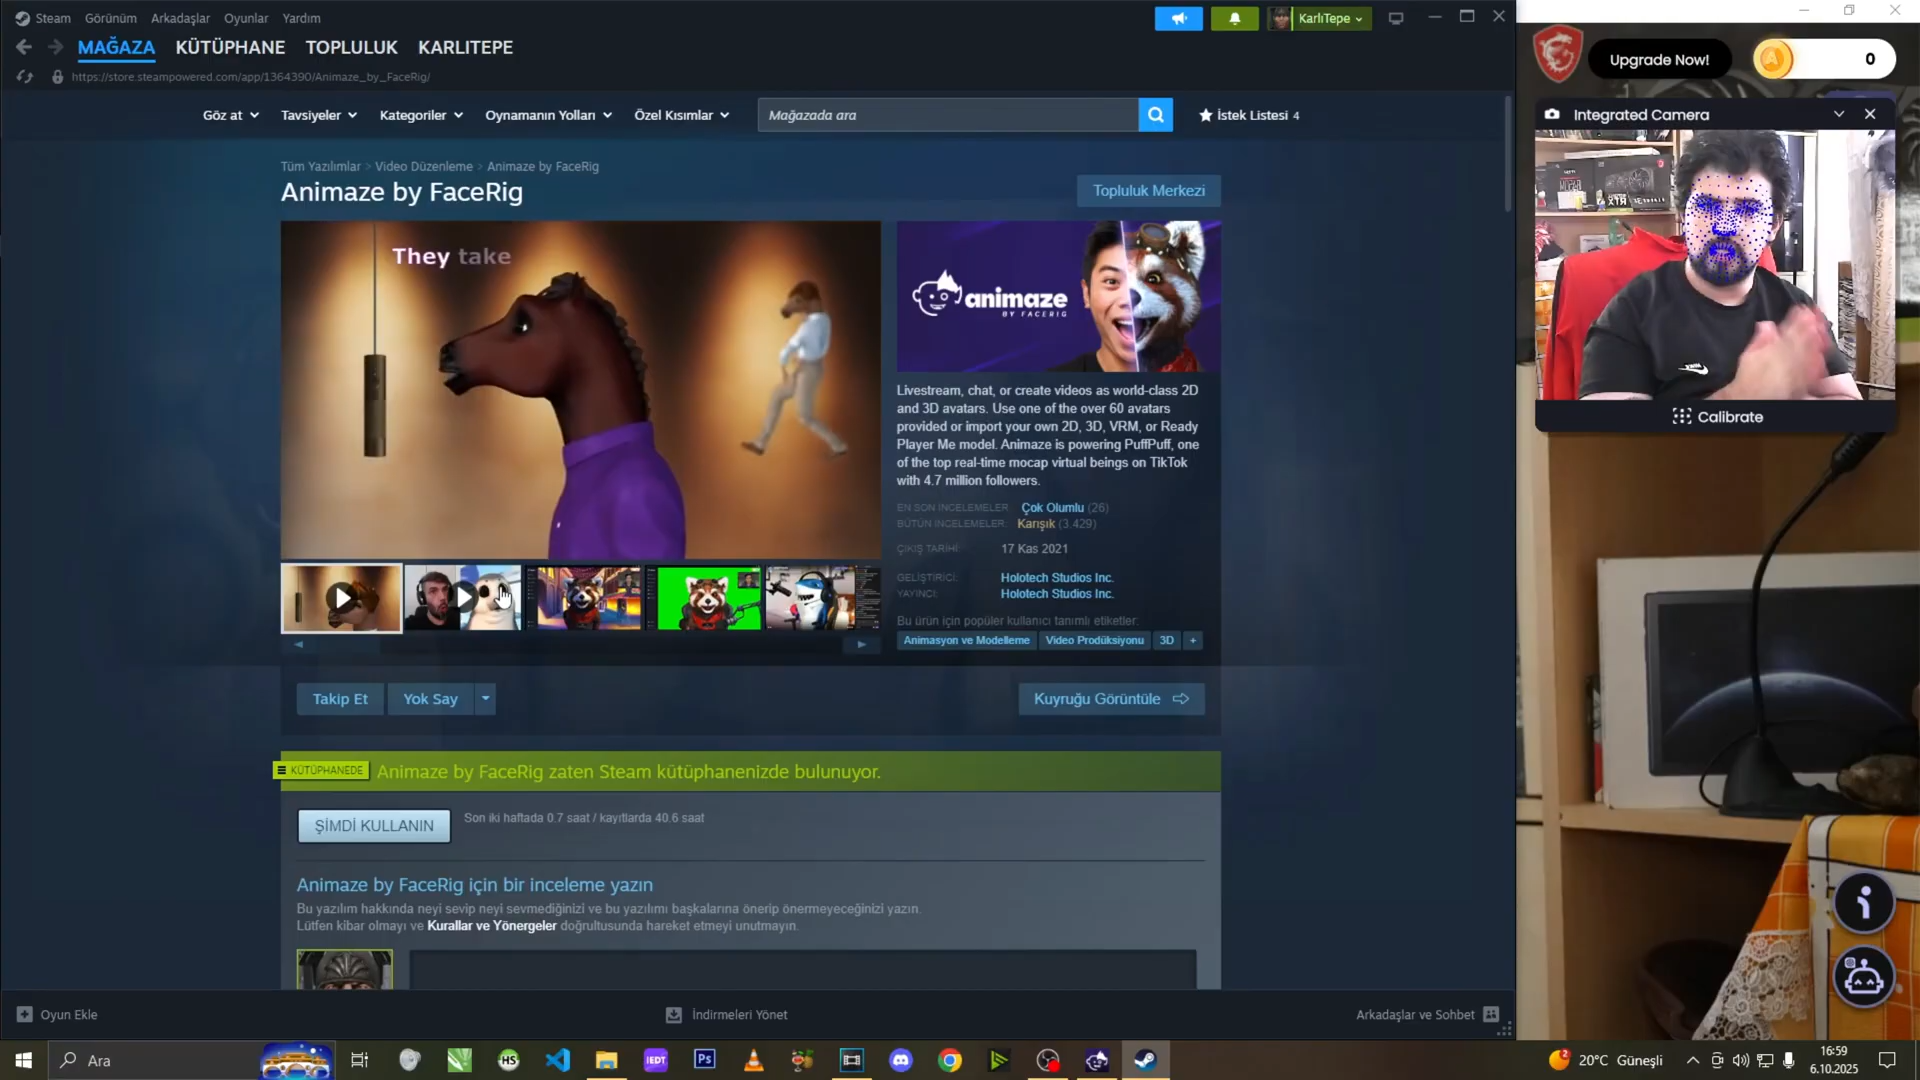 Steam Görünüm Arkadaşlar Oyunlar Yardım
KarlıTepe
MAĞAZA KÜTÜPHANE TOPLULUK KARLITEPE
https://store.steampowered.com/app/1364390/Animaze_by_FaceRig/
Göz at Tavsiyeler Kategoriler Oynamanın Yolları Özel Kısımlar Mağazada ara İstek Listesi 4
Tüm Yazılımlar > Video Düzenleme > Animaze by FaceRig
Animaze by FaceRig
Topluluk Merkezi
They take
animaze
BY FACERIG
Livestream, chat, or create videos as world-class 2D
and 3D avatars. Use one of the over 60 avatars
provided or import your own 2D, 3D, VRM, or Ready
Player Me model. Animaze is powering PuffPuff, one
of the top real-time mocap virtual beings on TikTok
with 4.7 million followers.
EN SON İNCELEMELER: Çok Olumlu (26)
BÜTÜN İNCELEMELER: Karışık (3.429)
ÇIKIŞ TARİHİ: 17 Kas 2021
GELİŞTİRİCİ: Holotech Studios Inc.
YAYINCI: Holotech Studios Inc.
Bu ürün için popüler kullanıcı tanımlı etiketler:
Animasyon ve Modelleme Video Prodüksiyonu 3D +
Takip Et Yok Say Kuyruğu Görüntüle
KÜTÜPHANEDE Animaze by FaceRig zaten Steam kütüphanenizde bulunuyor.
ŞİMDİ KULLANIN Son iki haftada 0.7 saat / kayıtlarda 40.6 saat
Animaze by FaceRig için bir inceleme yazın
Bu yazılım hakkında neyi sevip neyi sevmediğinizi ve bu yazılımı başkalarına önerip önermeyeceğinizi yazın.
Lütfen kibar olmayı ve Kurallar ve Yönergeler doğrultusunda hareket etmeyi unutmayın.
Oyun Ekle İndirmeleri Yönet Arkadaşlar ve Sohbet
Upgrade Now! 0
Integrated Camera
Calibrate
Ara
HS
IEDT
Ps
2
20°C Güneşli
16:59
6.10.2025